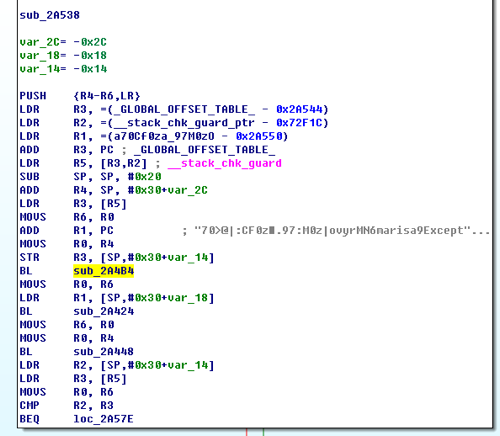 sub_2A538
var_2C= -0x2C
var_18= -0x18
var_14= -0x14
PUSH {R4-R6,LR}
LDR R3, =(_GLOBAL_OFFSET_TABLE_ - 0x2A544)
LDR R2, =(__stack_chk_guard_ptr - 0x72F1C)
LDR R1, =(a70Cf0za_97M0zO - 0x2A550)
ADD R3, PC ; _GLOBAL_OFFSET_TABLE_
LDR R5, [R3,R2] ; __stack_chk_guard
SUB SP, SP, #0x20
ADD R4, SP, #0x30+var_2C
LDR R3, [R5]
MOVS R6, R0
ADD R1, PC ; "70>@|:CF0z.97:M0z|ovyrMN6marisa9Except"...
MOVS R0, R4
STR R3, [SP,#0x30+var_14]
BL sub_2A4B4
MOVS R0, R6
LDR R1, [SP,#0x30+var_18]
BL sub_2A424
MOVS R6, R0
MOVS R0, R4
BL sub_2A448
LDR R2, [SP,#0x30+var_14]
LDR R3, [R5]
MOVS R0, R6
CMP R2, R3
BEQ loc_2A57E